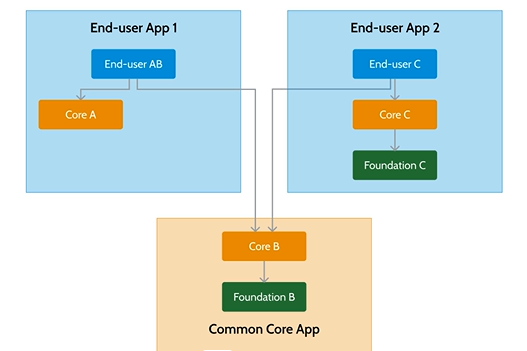 End-user App 1
End-user AB
Core A
End-user App 2
End-user C
Core C
Foundation C
Core B
Foundation B
Common Core App